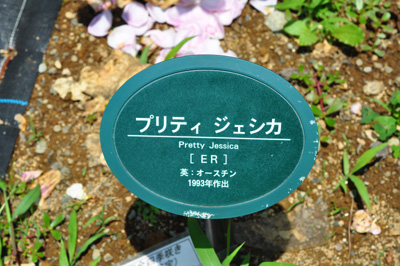 プリティ ジェシカ
Pretty Jessica
[ ER ]
英：オースチン
1993年作出